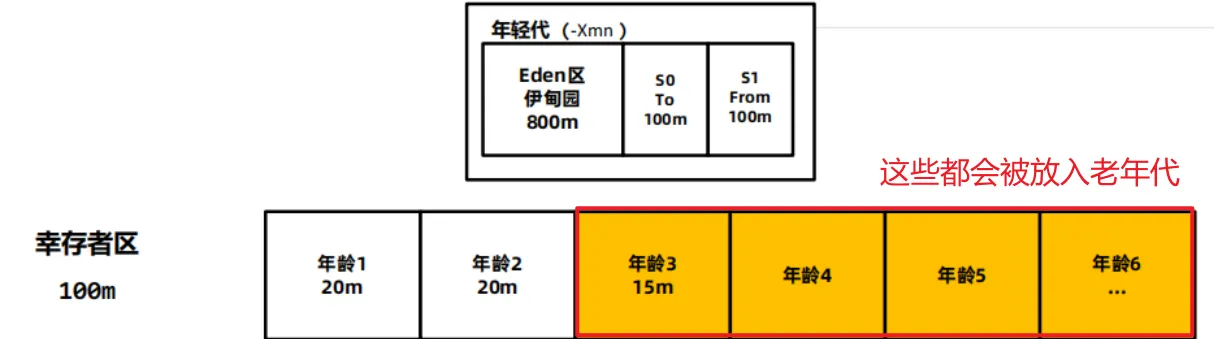 年轻代（-Xmn ）
Eden区
伊甸园
800m
S0
To
100m
S1
From
100m
这些都会被放入老年代
幸存者区
100m
年龄1
20m
年龄2
20m
年龄3
15m
年龄4
年龄5
年龄6
...